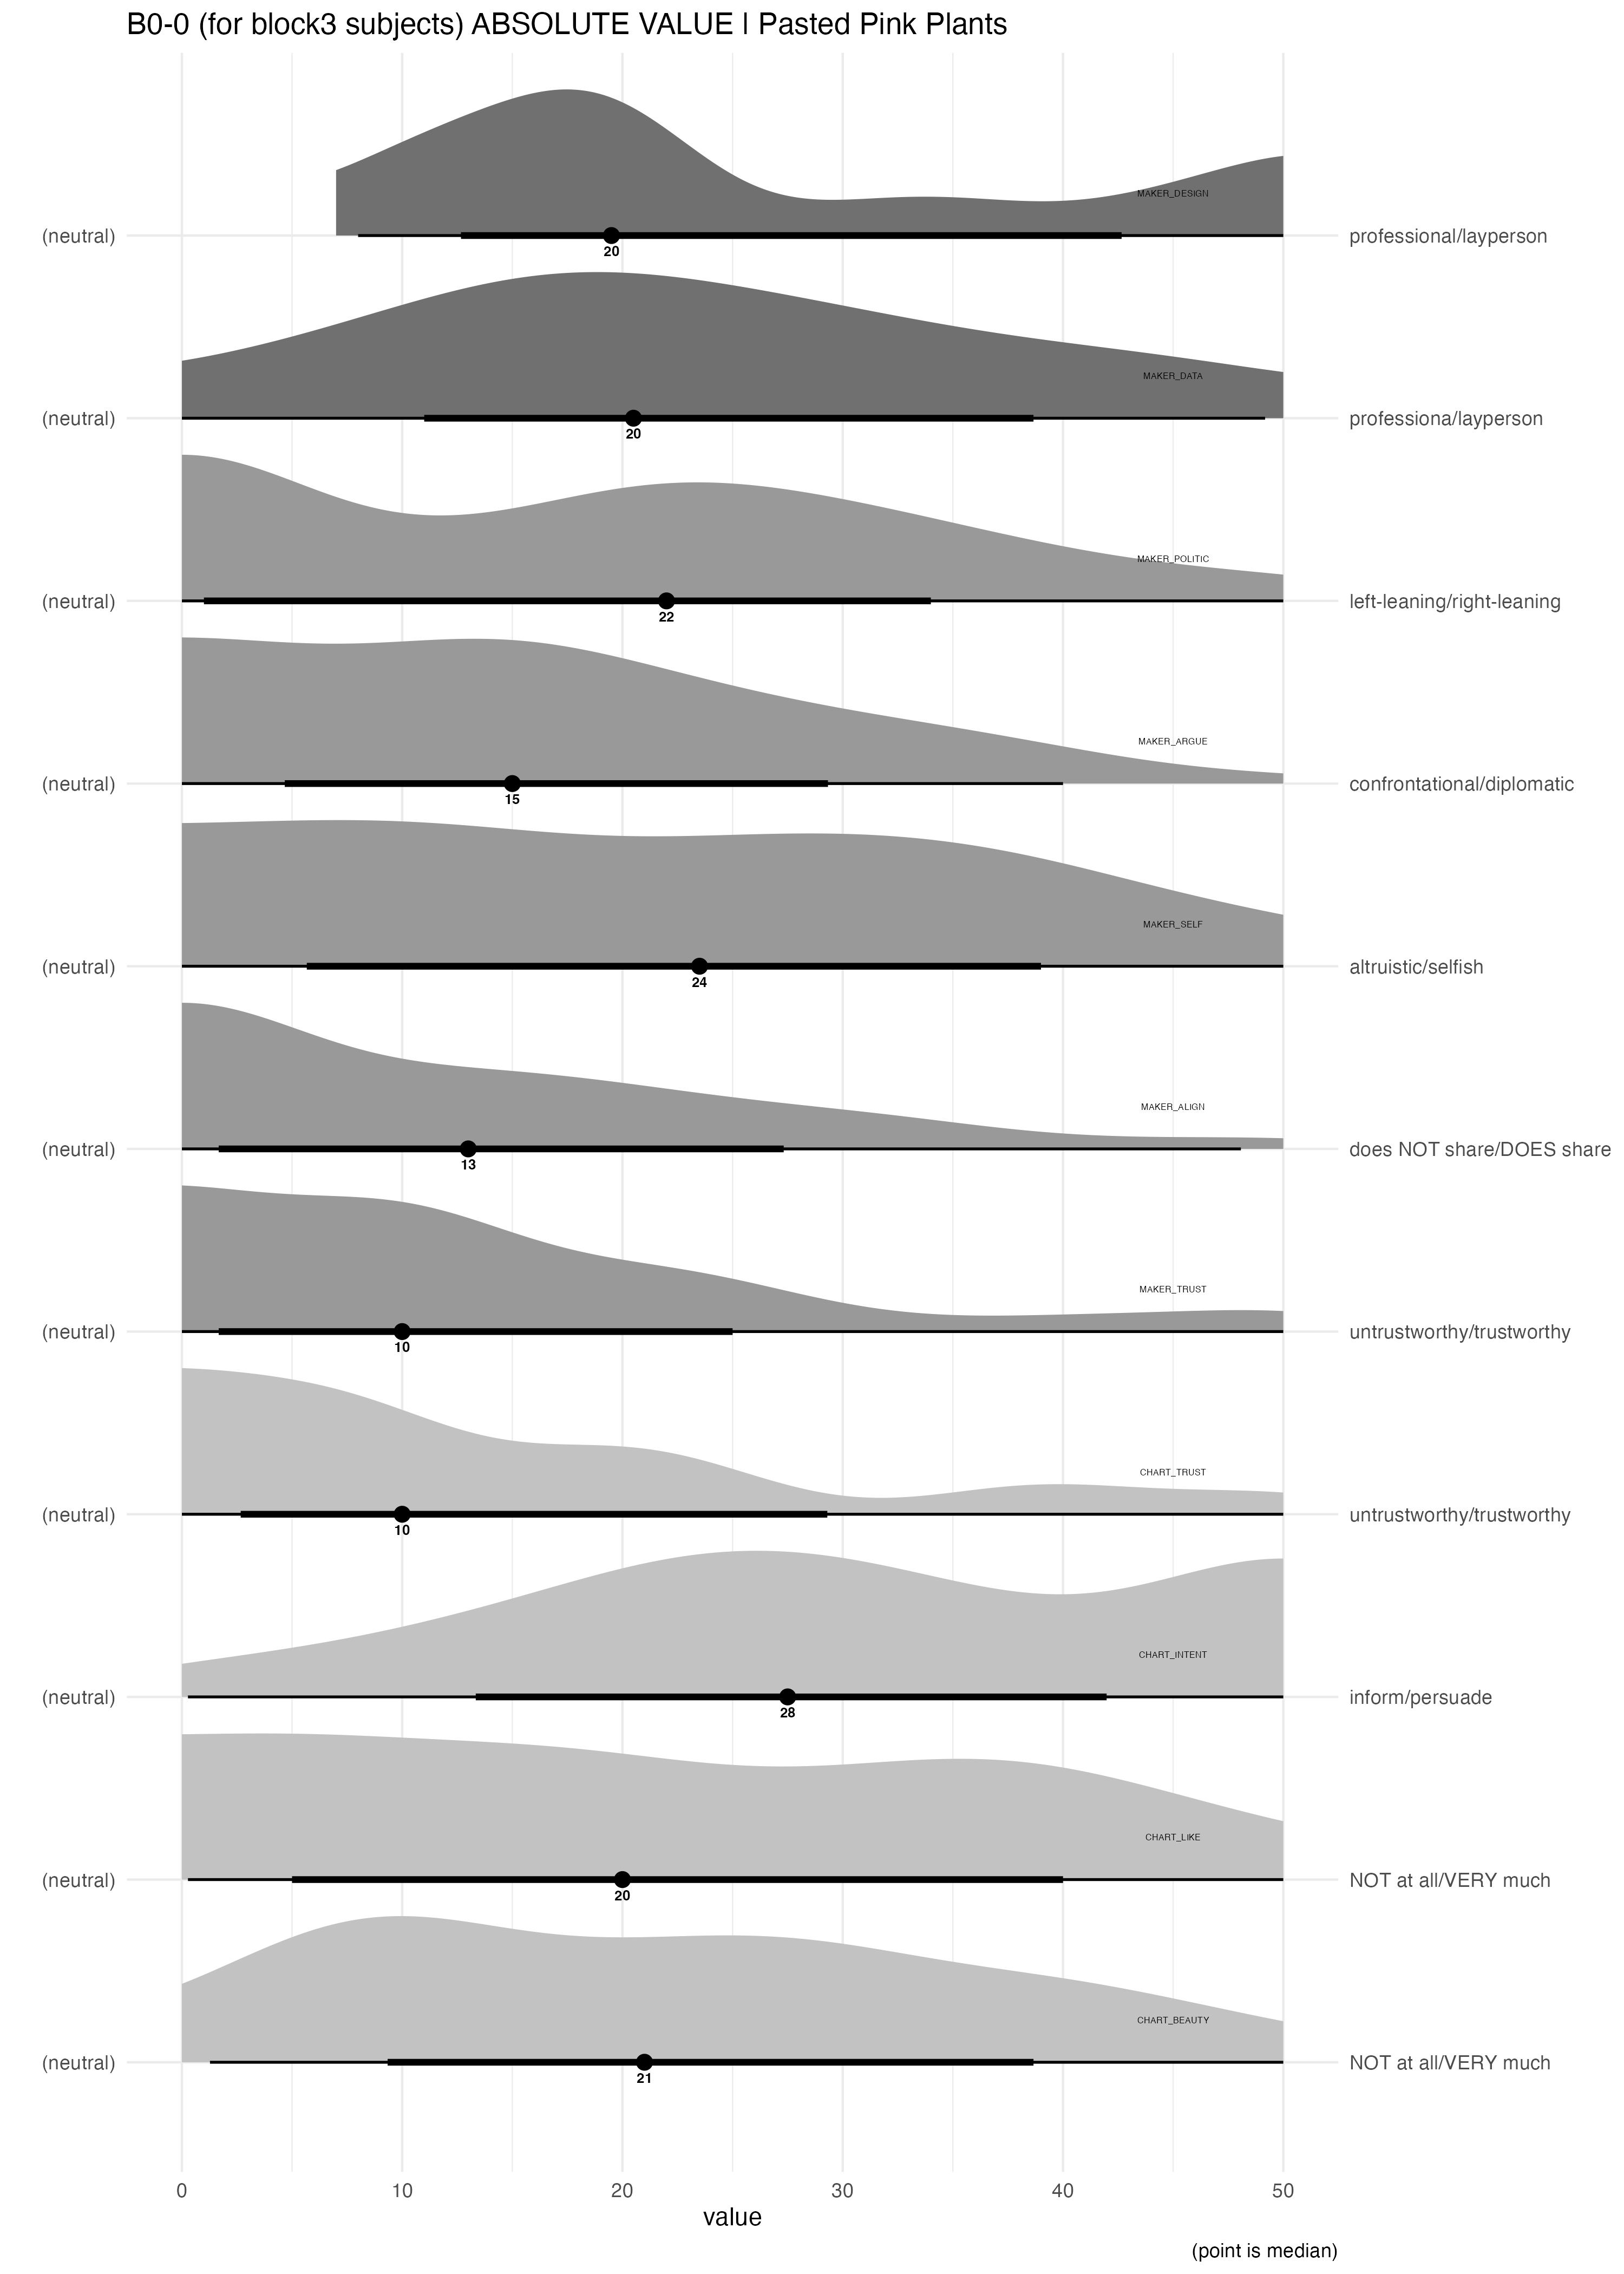 B0-0 (for block3 subjects) ABSOLUTE VALUE | Pasted Pink Plants
MAKER_DESIGN
(neutral) professional/layperson
20
MAKER_DATA
(neutral) professiona/layperson
20
MAKER_POLITIC
(neutral) left-leaning/right-leaning
22
MAKER_ARGUE
(neutral) confrontational/diplomatic
15
MAKER_SELF
(neutral) altruistic/selfish
24
MAKER_ALIGN
(neutral) does NOT share/DOES share
13
MAKER_TRUST
(neutral) untrustworthy/trustworthy
10
CHART_TRUST
(neutral) untrustworthy/trustworthy
10
CHART_INTENT
(neutral) inform/persuade
28
CHART_LIKE
(neutral) NOT at all/VERY much
20
CHART_BEAUTY
(neutral) NOT at all/VERY much
21
0 10 20 30 40 50
value
(point is median)